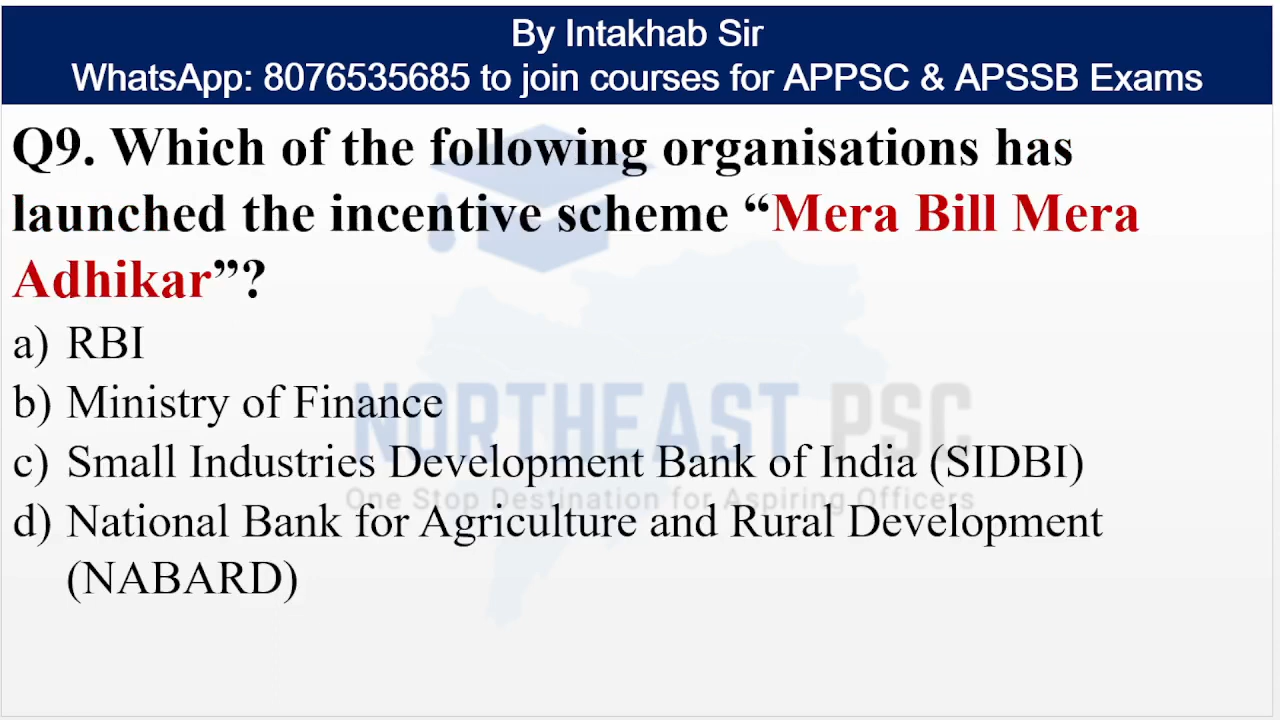 By Intakhab Sir
WhatsApp: 8076535685 to join courses for APPSC & APSSB Exams
Q9. Which of the following organisations has
launched the incentive scheme “Mera Bill Mera
Adhikar”?
a) RBI
b) Ministry of Finance
c) Small Industries Development Bank of India (SIDBI)
d) National Bank for Agriculture and Rural Development
(NABARD)
NORTHEAST PSC
One Stop Destination for Aspiring Officers